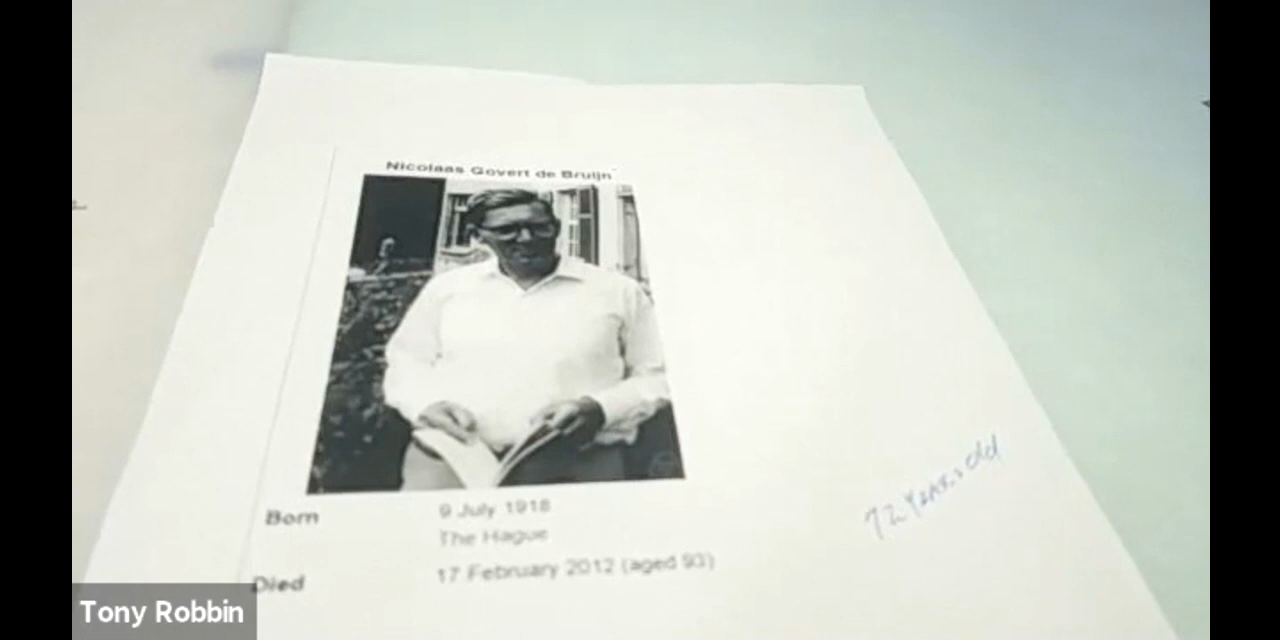 Nicolaas Govert de Bruijn
Born 9 July 1918
The Hague
Died 17 February 2012 (aged 93)
72 Years old
Tony Robbin